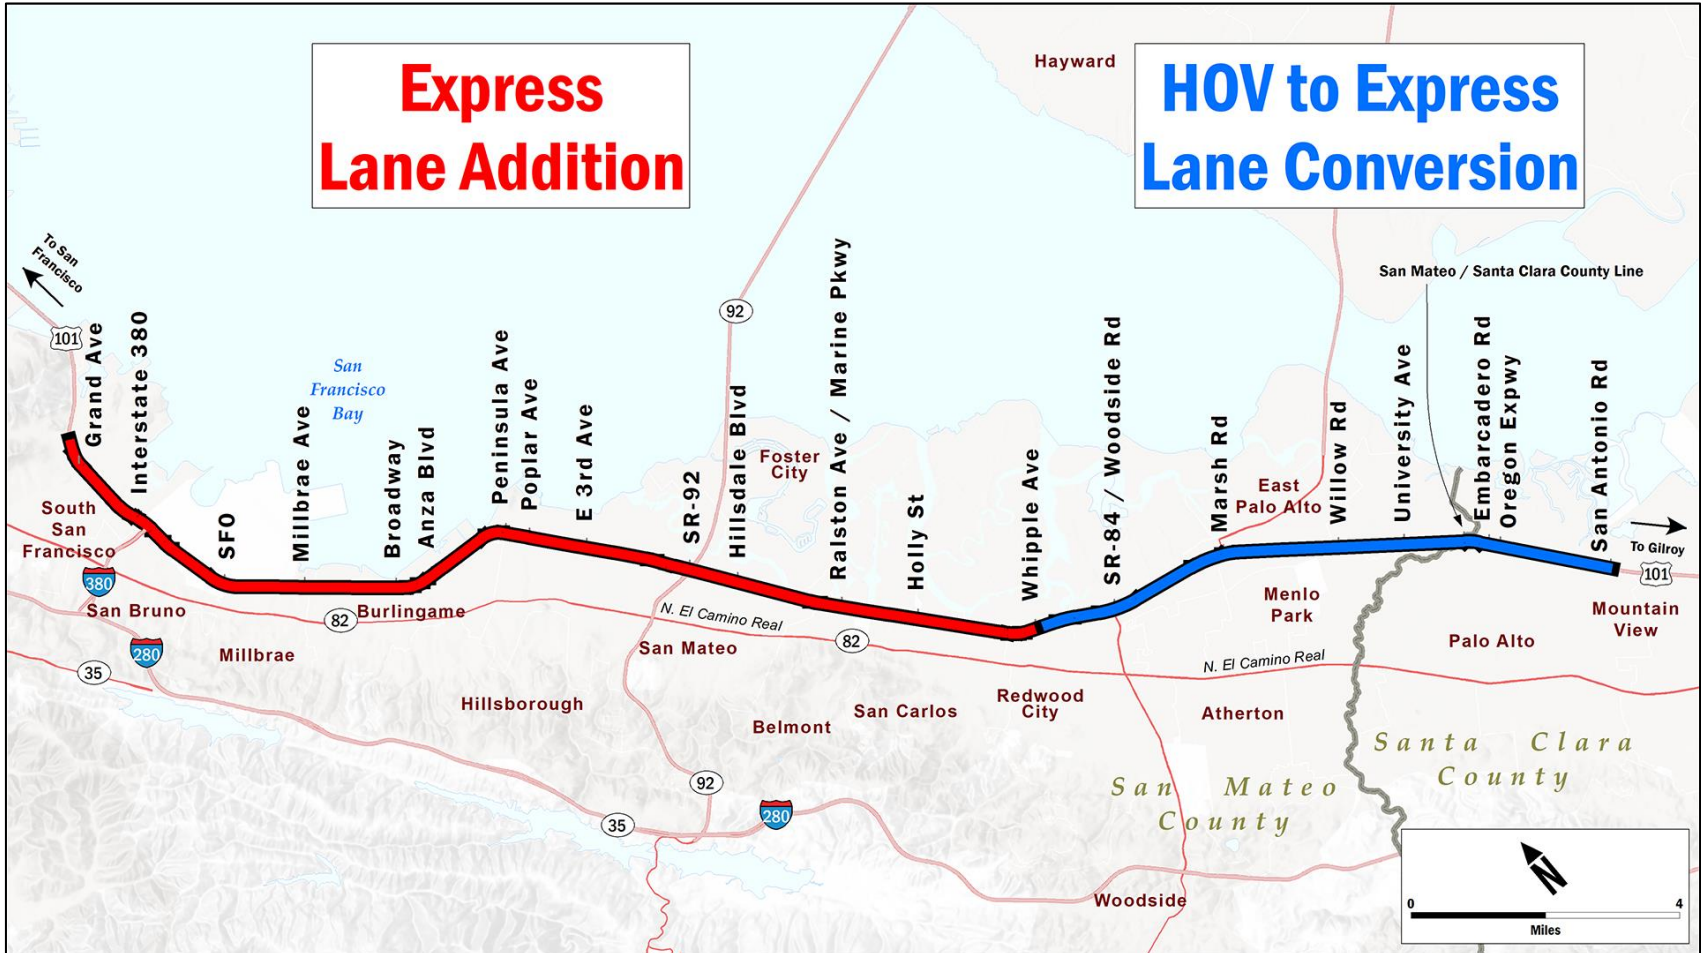 Express
Lane Addition
HOV to Express
Lane Conversion
Hayward
To San
Francisco
San Mateo / Santa Clara County Line
101
Grand Ave
Interstate 380
SFO
Millbrae Ave
San
Francisco
Bay
Broadway
Anza Blvd
Peninsula Ave
Poplar Ave
E 3rd Ave
SR-92
92
Hillsdale Blvd
Foster
City
Ralston Ave / Marine Pkwy
Holly St
Whipple Ave
SR-84 / Woodside Rd
Marsh Rd
East
Palo Alto
Willow Rd
University Ave
Embarcadero Rd
Oregon Expwy
San Antonio Rd
To Gilroy
101
South
San
Francisco
380
San Bruno
82
Burlingame
280
Millbrae
35
N. El Camino Real
82
San Mateo
Hillsborough
Belmont
San Carlos
Redwood
City
Menlo
Park
Atherton
N. El Camino Real
Palo Alto
Mountain
View
Santa Clara
County
San Mateo
County
92
35
280
Woodside
N
0 4
Miles